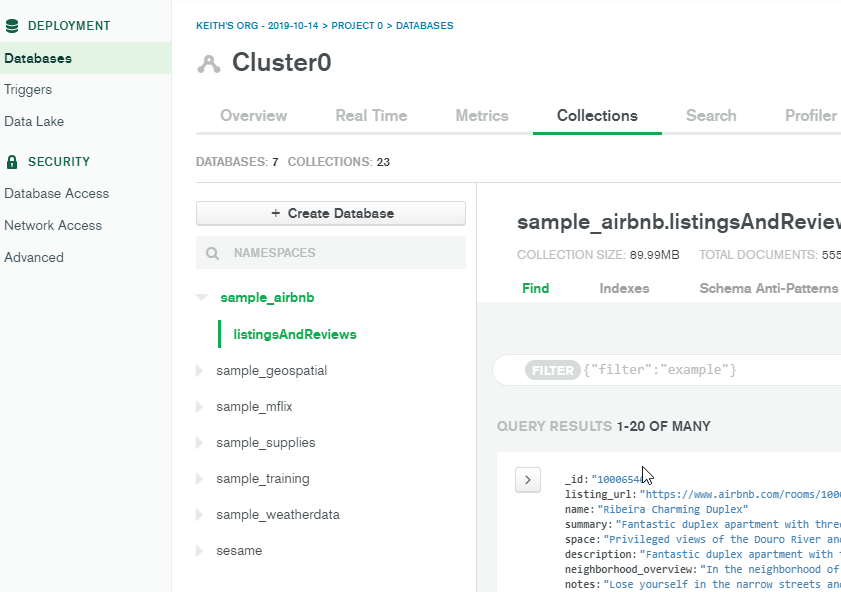 DEPLOYMENT
Databases
Triggers
Data Lake
SECURITY
Database Access
Network Access
Advanced
KEITH'S ORG - 2019-10-14 > PROJECT 0 > DATABASES
Cluster0
Overview Real Time Metrics Collections Search Profiler
DATABASES: 7 COLLECTIONS: 23
+ Create Database
NAMESPACES
sample_airbnb
listingsAndReviews
sample_geospatial
sample_mflix
sample_supplies
sample_training
sample_weatherdata
sesame
sample_airbnb.listingsAndReview
COLLECTION SIZE: 89.99MB TOTAL DOCUMENTS: 555
Find Indexes Schema Anti-Patterns
FILTER {"filter":"example"}
QUERY RESULTS 1-20 OF MANY
_id: "1000654
listing_url: "https://www.airbnb.com/rooms/1000
name: "Ribeira Charming Duplex"
summary: "Fantastic duplex apartment with three
space: "Privileged views of the Douro River and
description: "Fantastic duplex apartment with
neighborhood_overview: "In the neighborhood of
notes: "Lose yourself in the narrow streets and